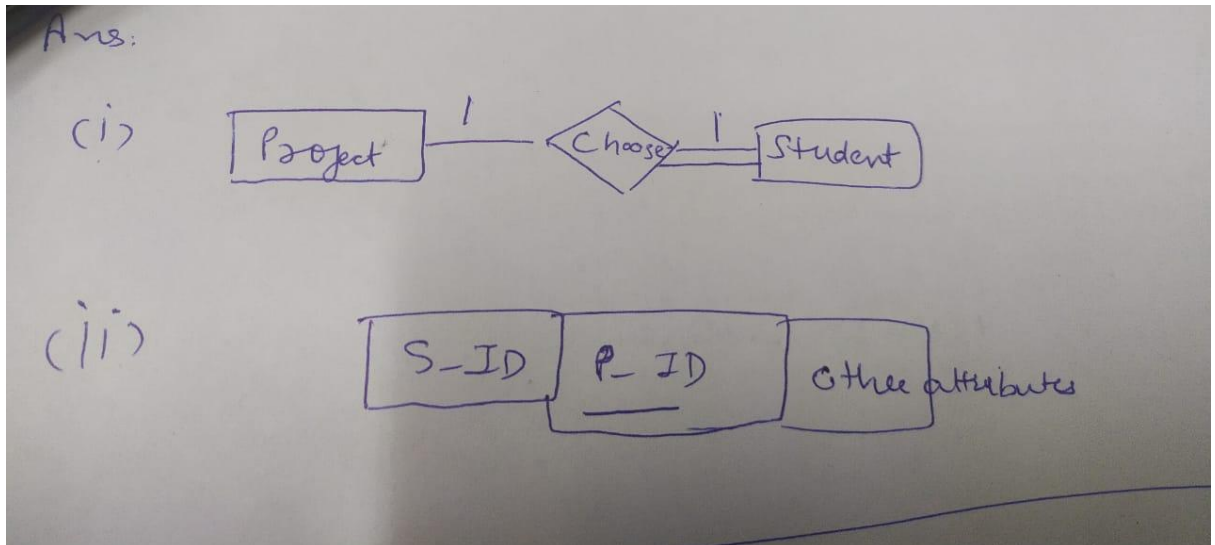 Ans:
(i) Project 1 Choose 1 Student
(ii) S_ID P_ID other attributes